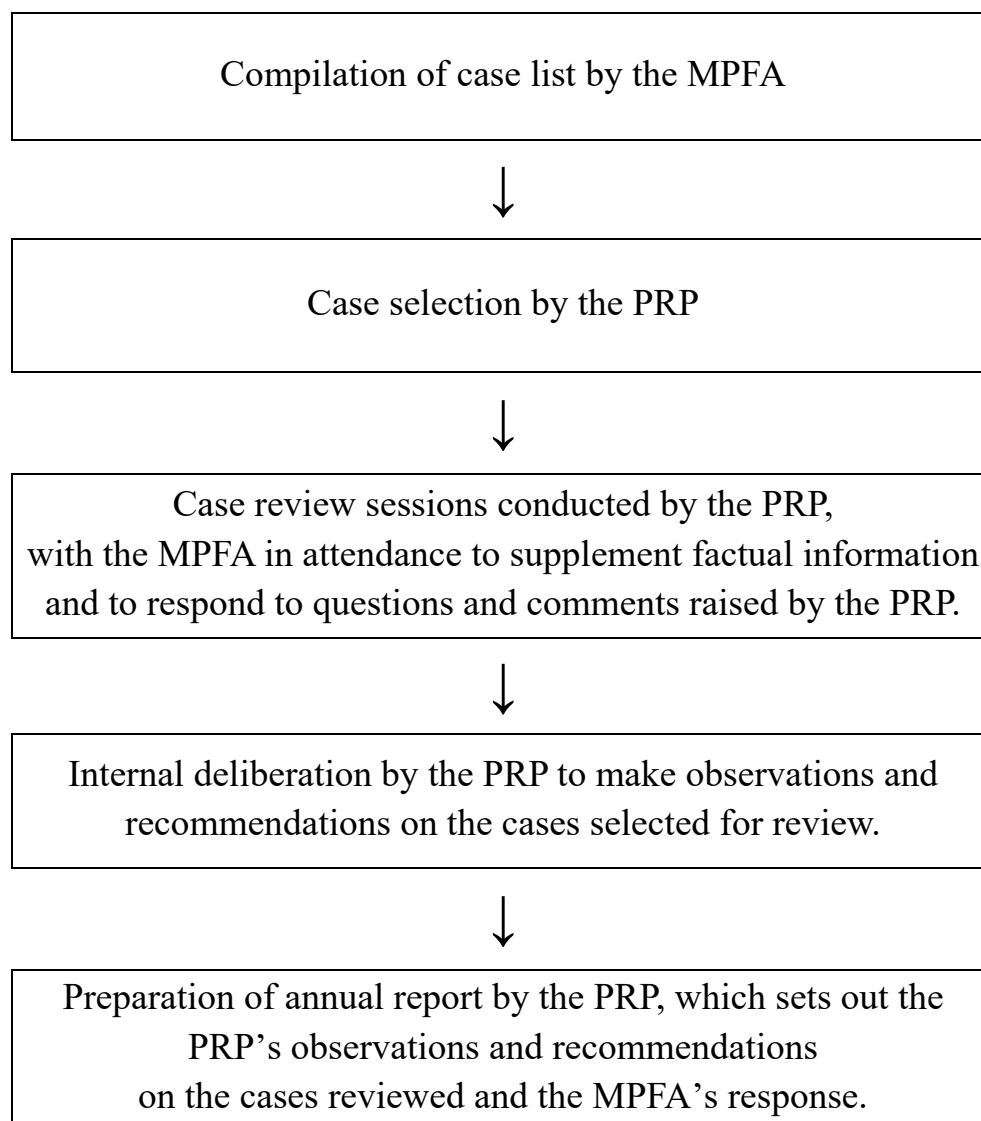 Compilation of case list by the MPFA
↓
Case selection by the PRP
↓
Case review sessions conducted by the PRP,
with the MPFA in attendance to supplement factual information
and to respond to questions and comments raised by the PRP.
↓
Internal deliberation by the PRP to make observations and
recommendations on the cases selected for review.
↓
Preparation of annual report by the PRP, which sets out the
PRP’s observations and recommendations
on the cases reviewed and the MPFA’s response.